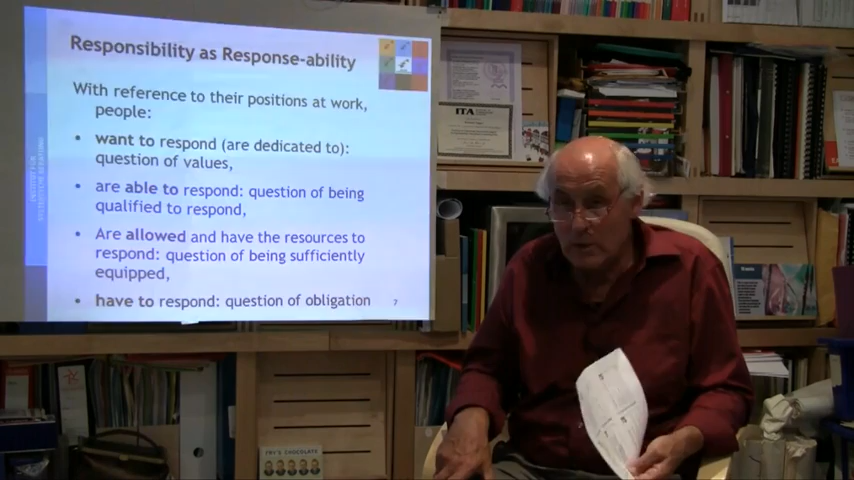 Responsibility as Response-ability
With reference to their positions at work,
people:
• want to respond (are dedicated to):
question of values,
• are able to respond: question of being
qualified to respond,
• Are allowed and have the resources to
respond: question of being sufficiently
equipped,
• have to respond: question of obligation
7
ITA
FRY'S CHOCOLATE